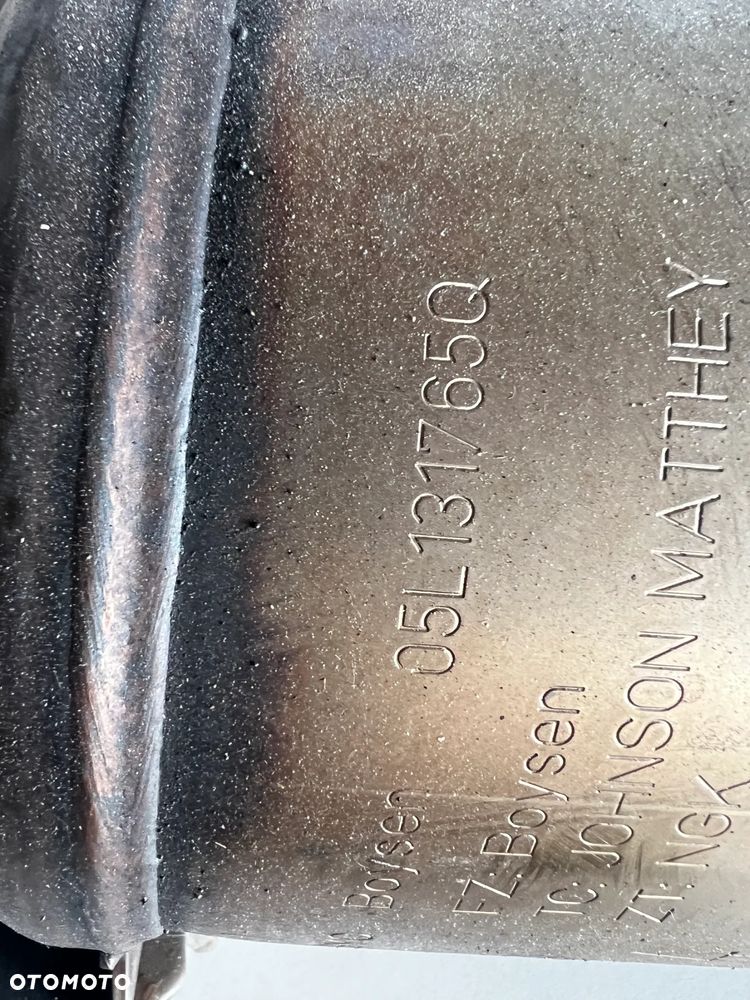 Boysen
05L131765Q
FZ: Boysen
TC: JOHNSON MATTHEY
ZT: NGK
OTOMOTO